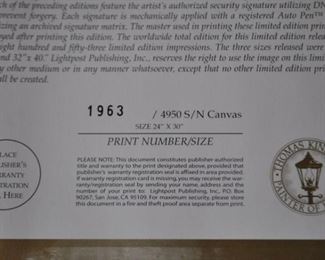 ch of the preceding editions feature the artist's authorized security signature utilizing DN
prevent forgery. Each signature is mechanically applied with a registered Auto Pen™
izing an archived signature matrix. The master used in printing these limited edition prin
oyed after printing this edition. The worldwide total edition for this limited edition release
ight hundred and fifty-three limited edition impressions. The three sizes released were
and 32"x 40." Lightpost Publishing, Inc., reserves the right to use the image on this limited
y other medium or in any manner whatsoever, except that no other limited edition prin
ll be created.
1963 / 4950 S/N Canvas
SIZE 24" X 30"
PRINT NUMBER/SIZE
PLEASE NOTE: This document constitutes publisher authorized
title and warranty to the print designated above, provided that
publisher's warranty registration seal is affixed in area provided.
If warranty registration card is missing, you may receive the war-
ranty/registration seal by sending your name, address and the
number of your print to: Lightpost Publishing, Inc., P.O. Box
90267, San Jose, CA 95109. For maximum security, please store
this document in a fire and theft proof area separate from print.
LACE
LISHER'S
RRANTY
STRATION
HERE
THOMAS KIN
PAINTER OF